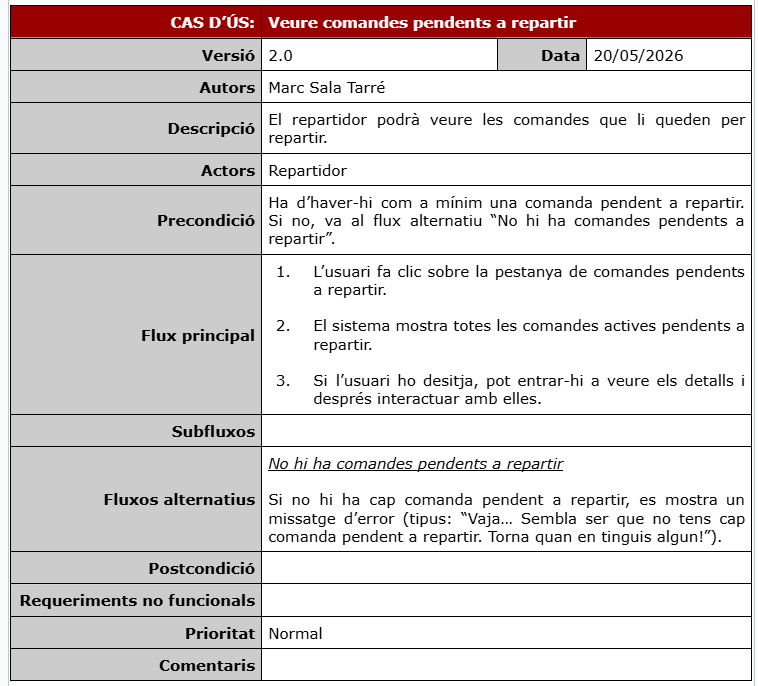 CAS D'ÚS: Veure comandes pendents a repartir
Versió 2.0 Data 20/05/2026
Autors Marc Sala Tarré
Descripció El repartidor podrà veure les comandes que li queden per
repartir.
Actors Repartidor
Precondició Ha d'haver-hi com a mínim una comanda pendent a repartir.
Si no, va al flux alternatiu “No hi ha comandes pendents a
repartir”.
Flux principal
1. L'usuari fa clic sobre la pestanya de comandes pendents
a repartir.
2. El sistema mostra totes les comandes actives pendents a
repartir.
3. Si l'usuari ho desitja, pot entrar-hi a veure els detalls i
després interactuar amb elles.
Subfluxos
Fluxos alternatius
No hi ha comandes pendents a repartir
Si no hi ha cap comanda pendent a repartir, es mostra un
missatge d'error (tipus: “Vaja… Sembla ser que no tens cap
comanda pendent a repartir. Torna quan en tinguis algun!”).
Postcondició
Requeriments no funcionals
Prioritat Normal
Comentaris